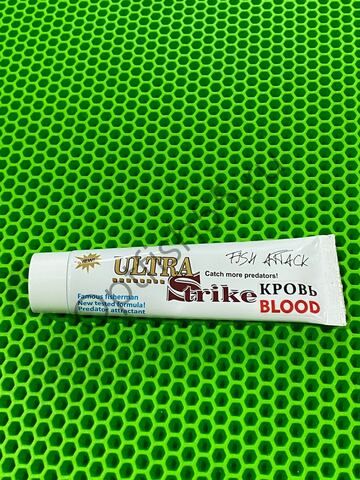 NEW
ULTRA
Strike
FISH ATTACK
Catch more predators!
КРОВЬ
BLOOD
Famous fisherman
New tested formula!
Predator attractant